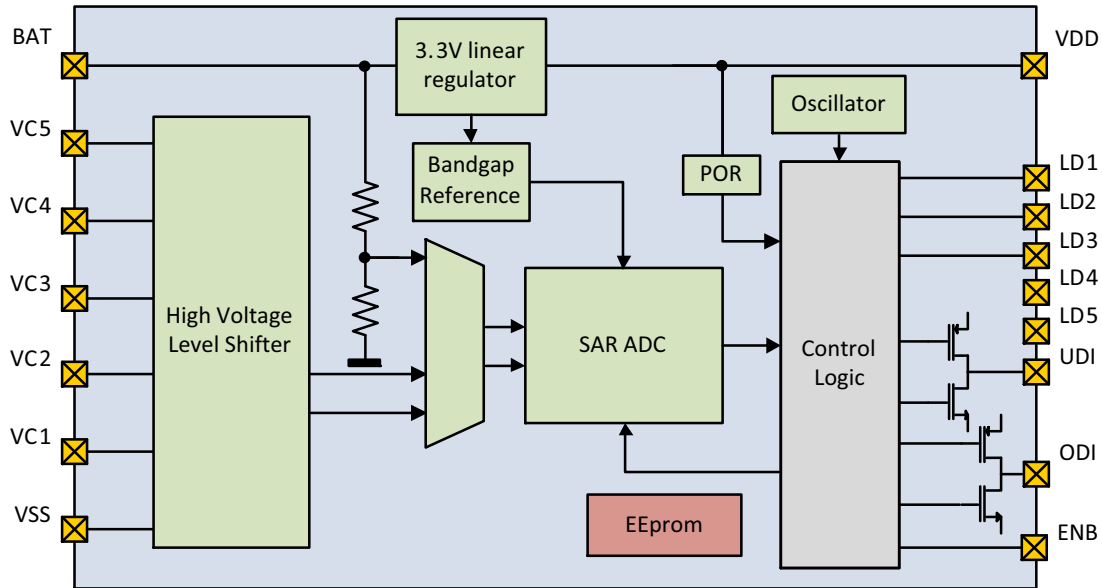 BAT
3.3V linear
regulator
VDD
VC5
Oscillator
Bandgap
Reference
POR
LD1
VC4
LD2
LD3
VC3
High Voltage
Level Shifter
LD4
LD5
SAR ADC
Control
Logic
VC2
UDI
VC1
ODI
VSS
EEprom
ENB